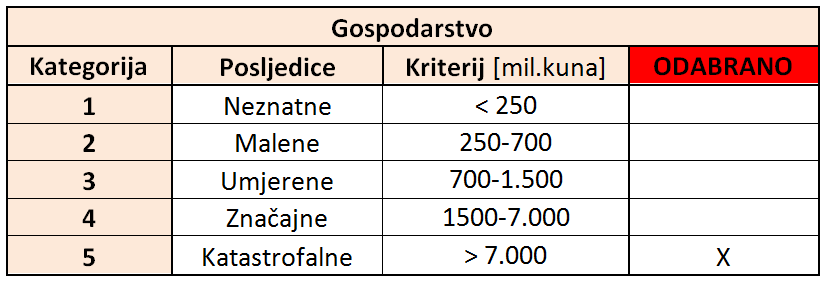 Gospodarstvo
Kategorija Posljedice Kriterij [mil.kuna] ODABRANO
1 Neznatne < 250
2 Malene 250-700
3 Umjerene 700-1.500
4 Značajne 1500-7.000
5 Katastrofalne > 7.000 X